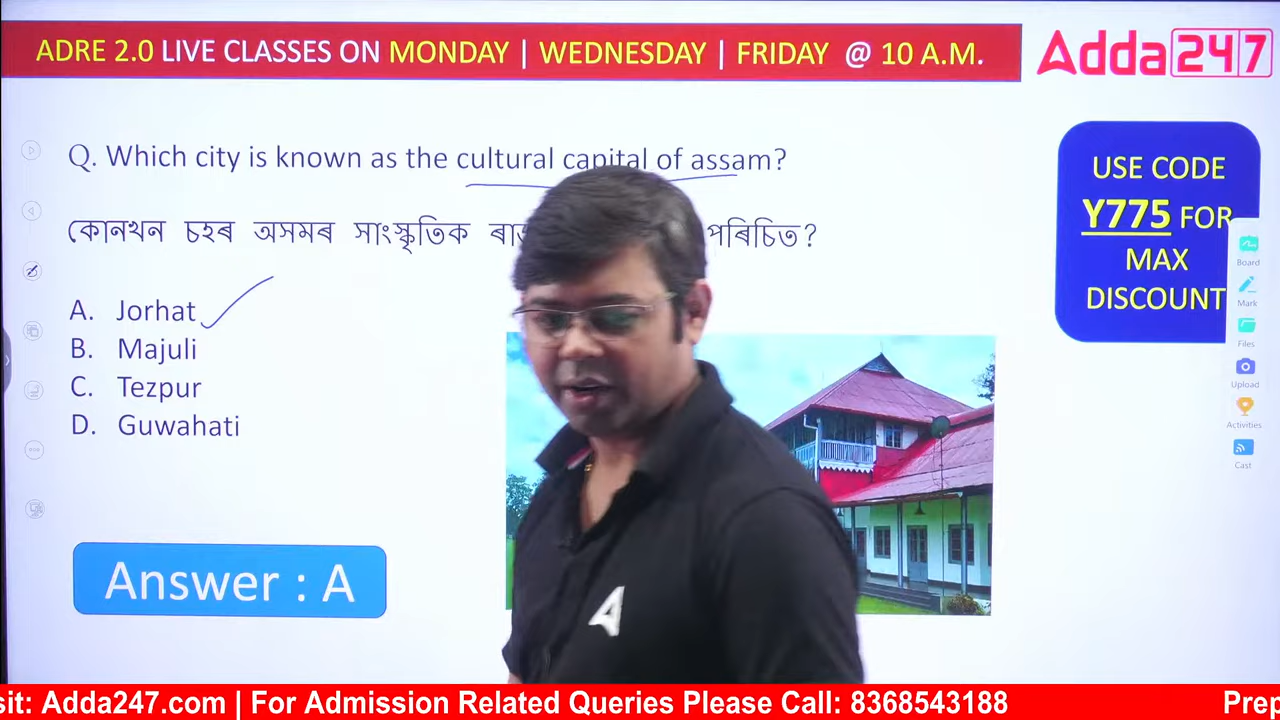 ADRE 2.0 LIVE CLASSES ON MONDAY | WEDNESDAY | FRIDAY @ 10 A.M.
Adda247
Q. Which city is known as the cultural capital of assam?
কোনখন চহৰ অসমৰ সাংস্কৃতিক পৰিচিত?
A. Jorhat
B. Majuli
C. Tezpur
D. Guwahati
Answer : A
USE CODE
Y775 FOR
MAX
DISCOUNT
Board
Mark
Files
Upload
Activities
Cast
sit: Adda247.com | For Admission Related Queries Please Call: 8368543188 Prep